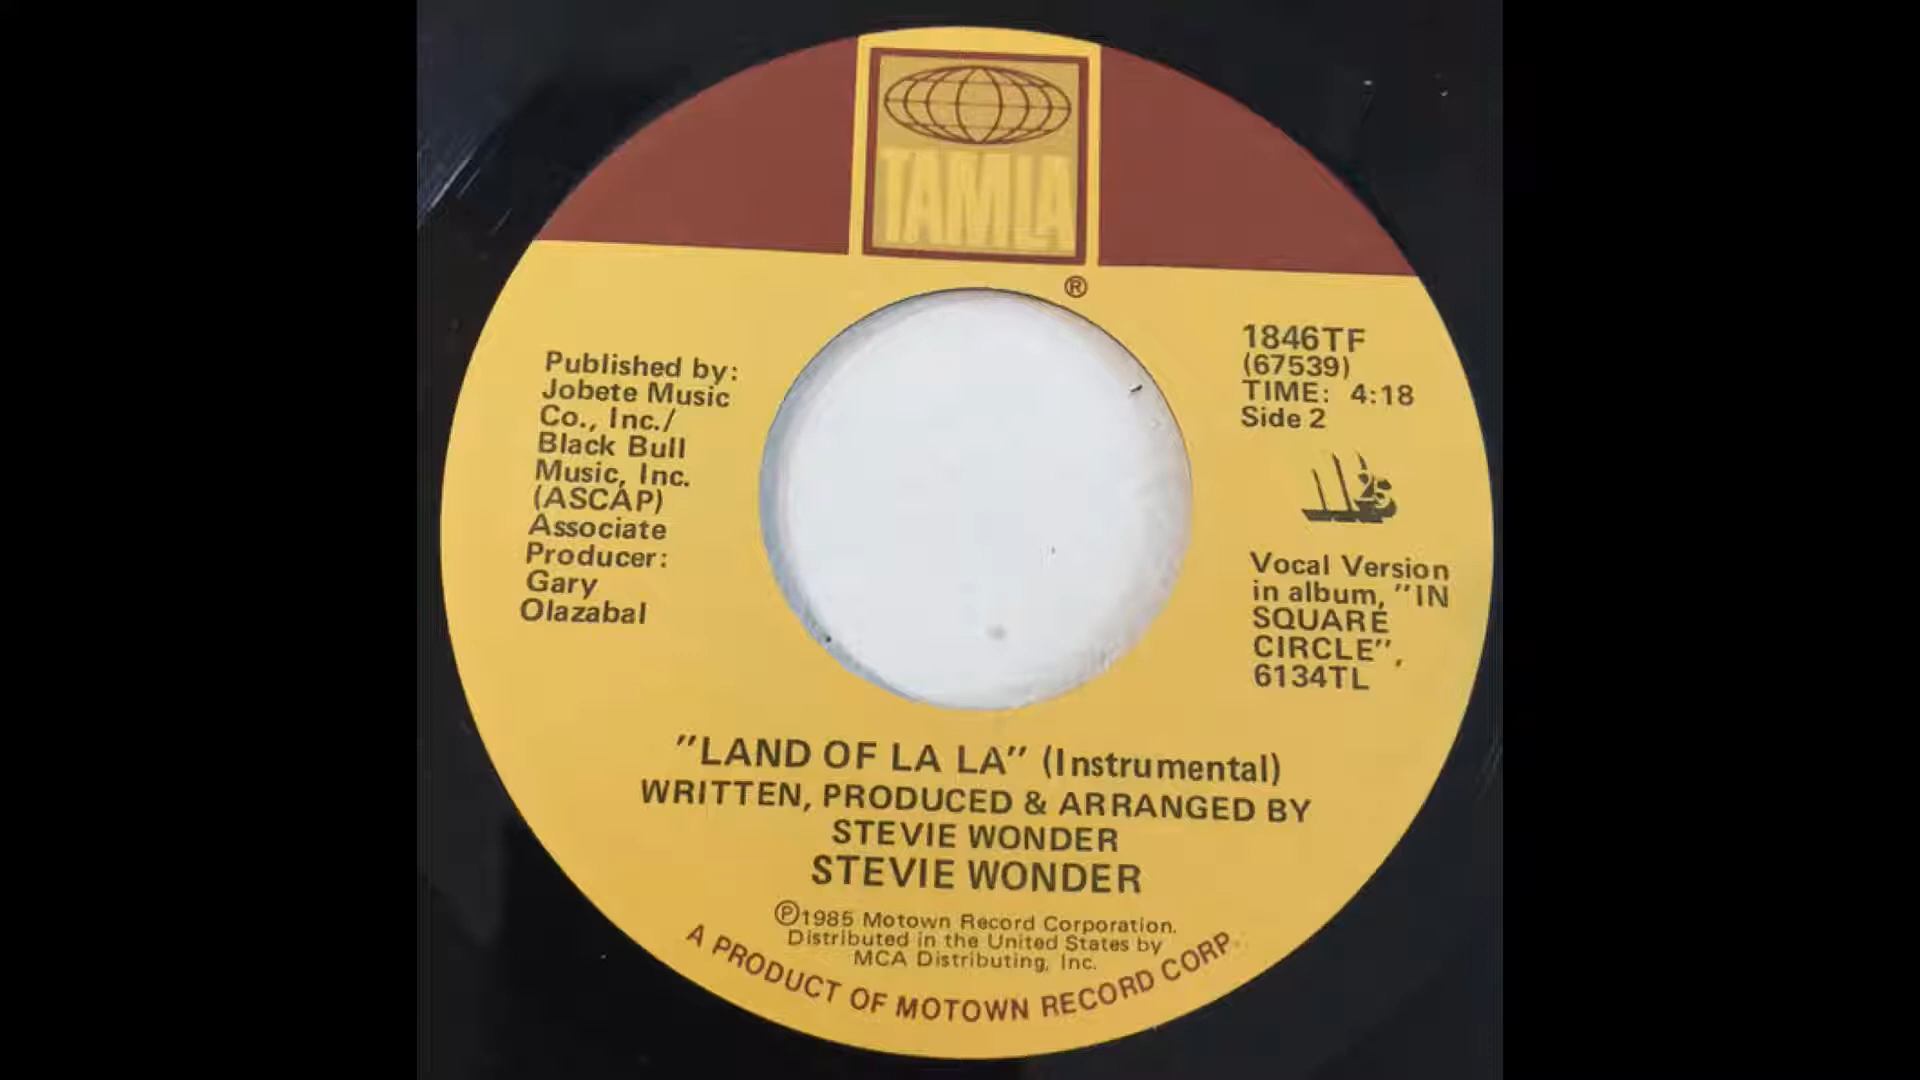 TAMLA
®
Published by:
Jobete Music
Co., Inc./
Black Bull
Music, Inc.
(ASCAP)
Associate
Producer:
Gary
Olazabal
1846TF
(67539)
TIME: 4:18
Side 2
25
Vocal Version
in album, "IN
SQUARE
CIRCLE",
6134TL
"LAND OF LA LA" (Instrumental)
WRITTEN, PRODUCED & ARRANGED BY
STEVIE WONDER
STEVIE WONDER
Ⓟ1985 Motown Record Corporation.
Distributed in the United States by
MCA Distributing, Inc.
A PRODUCT OF MOTOWN RECORD CORP.